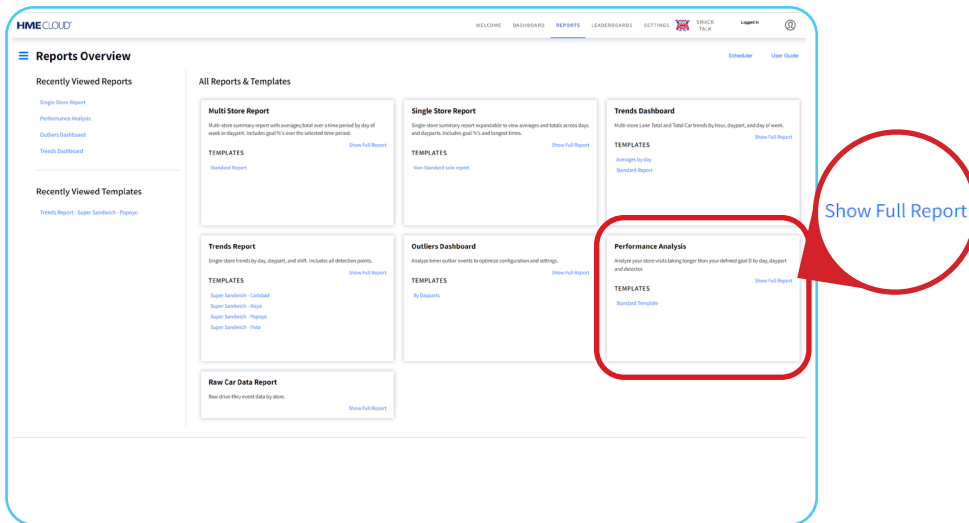 HME CLOUD
WELCOME DASHBOARD REPORTS LEADERBOARDS SETTINGS SMACK TALK Logged in
Reports Overview
Scheduler User Guide
Recently Viewed Reports
Single Store Report
Performance Analysis
Outliers Dashboard
Trends Dashboard
Recently Viewed Templates
Trends Report - Super Sandwich - Popoyo
All Reports & Templates
Multi Store Report
Multi-store summary report with averages/total over a time period by day of
week or daypart. Includes goal %'s over the selected time period.
Show Full Report
TEMPLATES
Standard Report
Single Store Report
Single-store summary report expandable to view averages and totals across days
and dayparts. Includes goal %'s and longest times.
Show Full Report
TEMPLATES
Non-Standard solo report
Trends Dashboard
Multi-store Lane Total and Total Car trends by hour, daypart, and day of week.
Show Full Report
TEMPLATES
Averages by day
Standard Report
Trends Report
Single-store trends by day, daypart, and shift. Includes all detection points.
Show Full Report
TEMPLATES
Super Sandwich - Carlsbad
Super Sandwich - Mayo
Super Sandwich - Popoyo
Super Sandwich - Vista
Outliers Dashboard
Analyze timer outlier events to optimize configuration and settings.
Show Full Report
TEMPLATES
By Dayparts
Performance Analysis
Analyze your store visits taking longer than your defined goal D by day, daypart
and detector.
Show Full Report
TEMPLATES
Standard Template
Raw Car Data Report
Raw drive-thru event data by store.
Show Full Report
Show Full Report